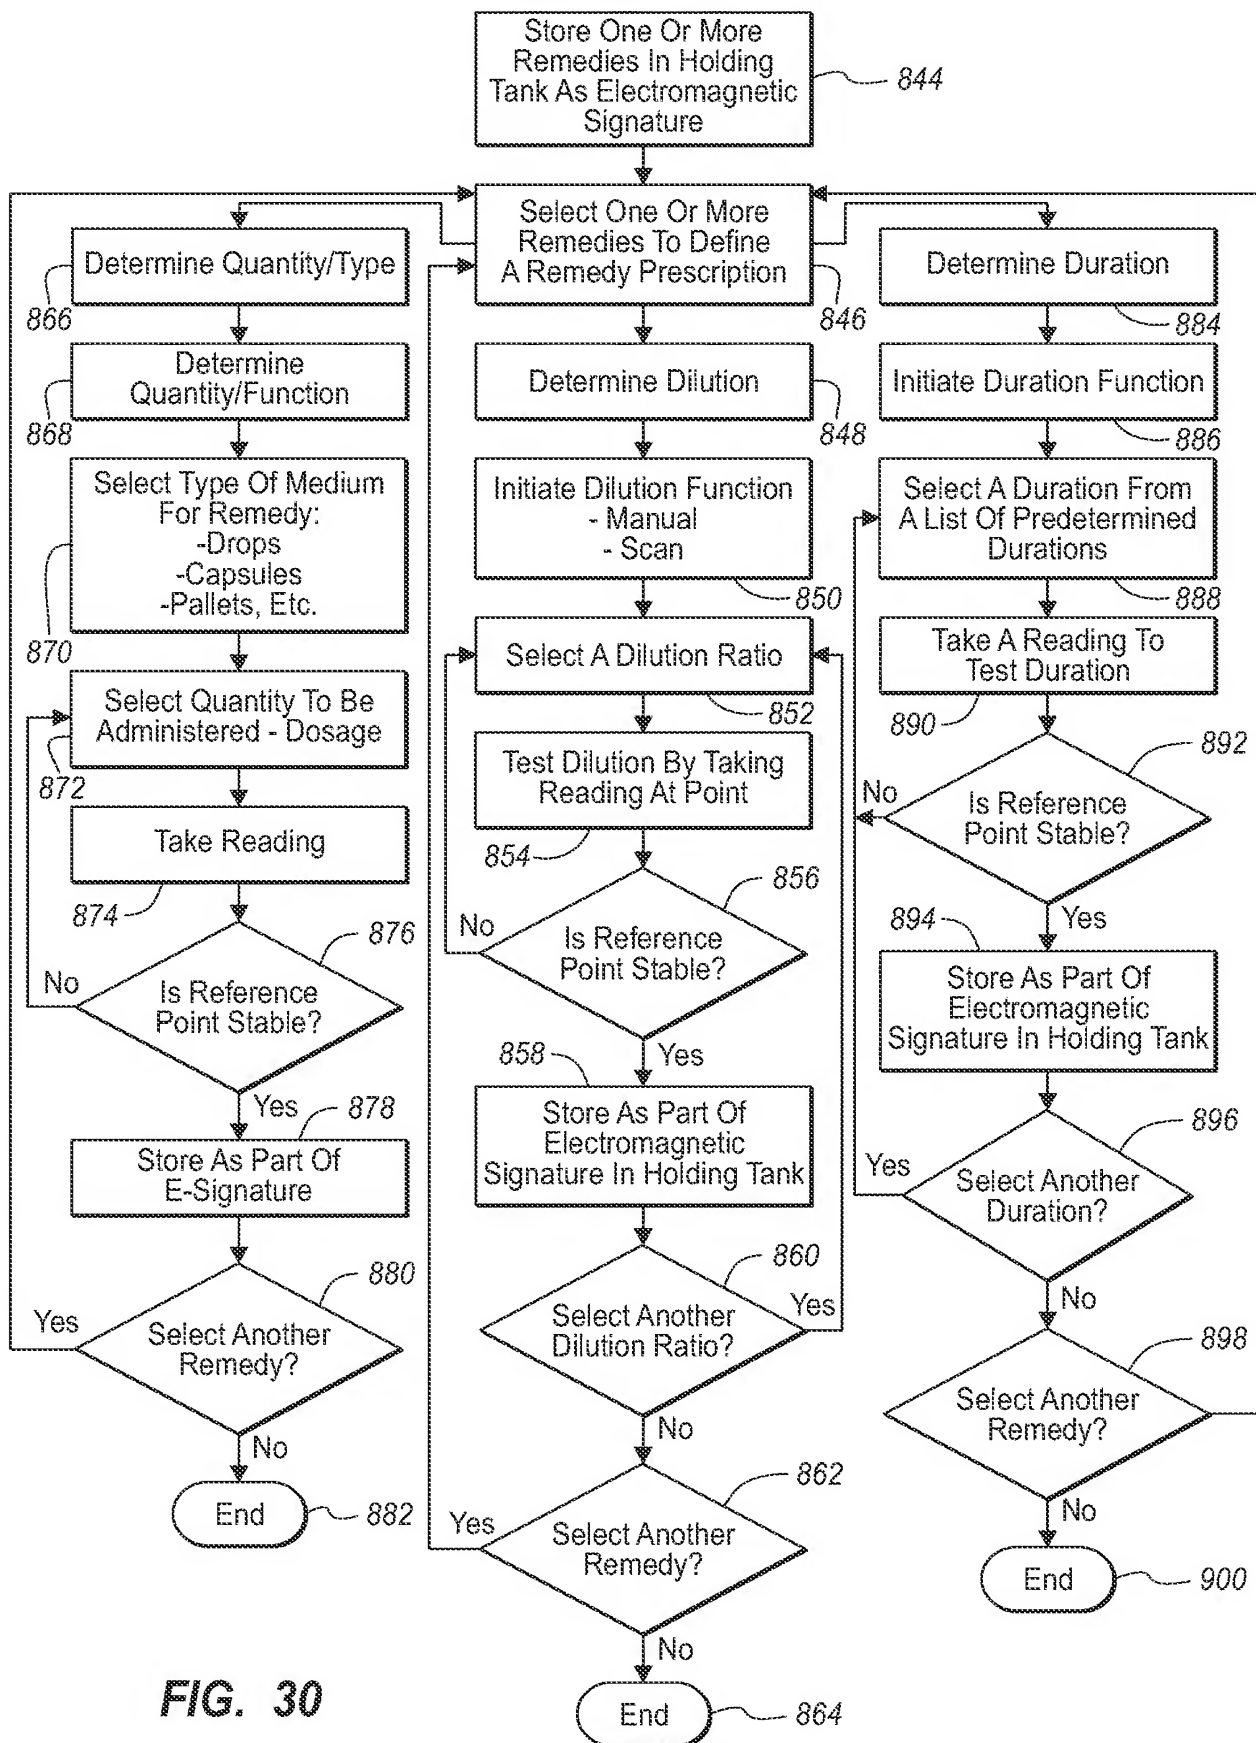 Store One Or More
Remedies In Holding
Tank As Electromagnetic
Signature
844
Select One Or More
Remedies To Define
A Remedy Prescription
846
Determine Quantity/Type
866
Determine
Quantity/Function
868
Select Type Of Medium
For Remedy:
-Drops
-Capsules
-Pallets, Etc.
870
Select Quantity To Be
Administered - Dosage
872
Take Reading
874
Is Reference
Point Stable?
876
No
Yes
Store As Part Of
E-Signature
878
Select Another
Remedy?
880
Yes
No
End
882
Determine Dilution
848
Initiate Dilution Function
- Manual
- Scan
850
Select A Dilution Ratio
852
Test Dilution By Taking
Reading At Point
854
Is Reference
Point Stable?
856
No
Yes
Store As Part Of
Electromagnetic
Signature In Holding Tank
858
Select Another
Dilution Ratio?
860
Yes
No
Select Another
Remedy?
862
Yes
No
End
864
Determine Duration
884
Initiate Duration Function
886
Select A Duration From
A List Of Predetermined
Durations
888
Take A Reading To
Test Duration
890
Is Reference
Point Stable?
892
No
Yes
Store As Part Of
Electromagnetic
Signature In Holding Tank
894
Select Another
Duration?
896
Yes
No
Select Another
Remedy?
898
No
End
900
FIG. 30